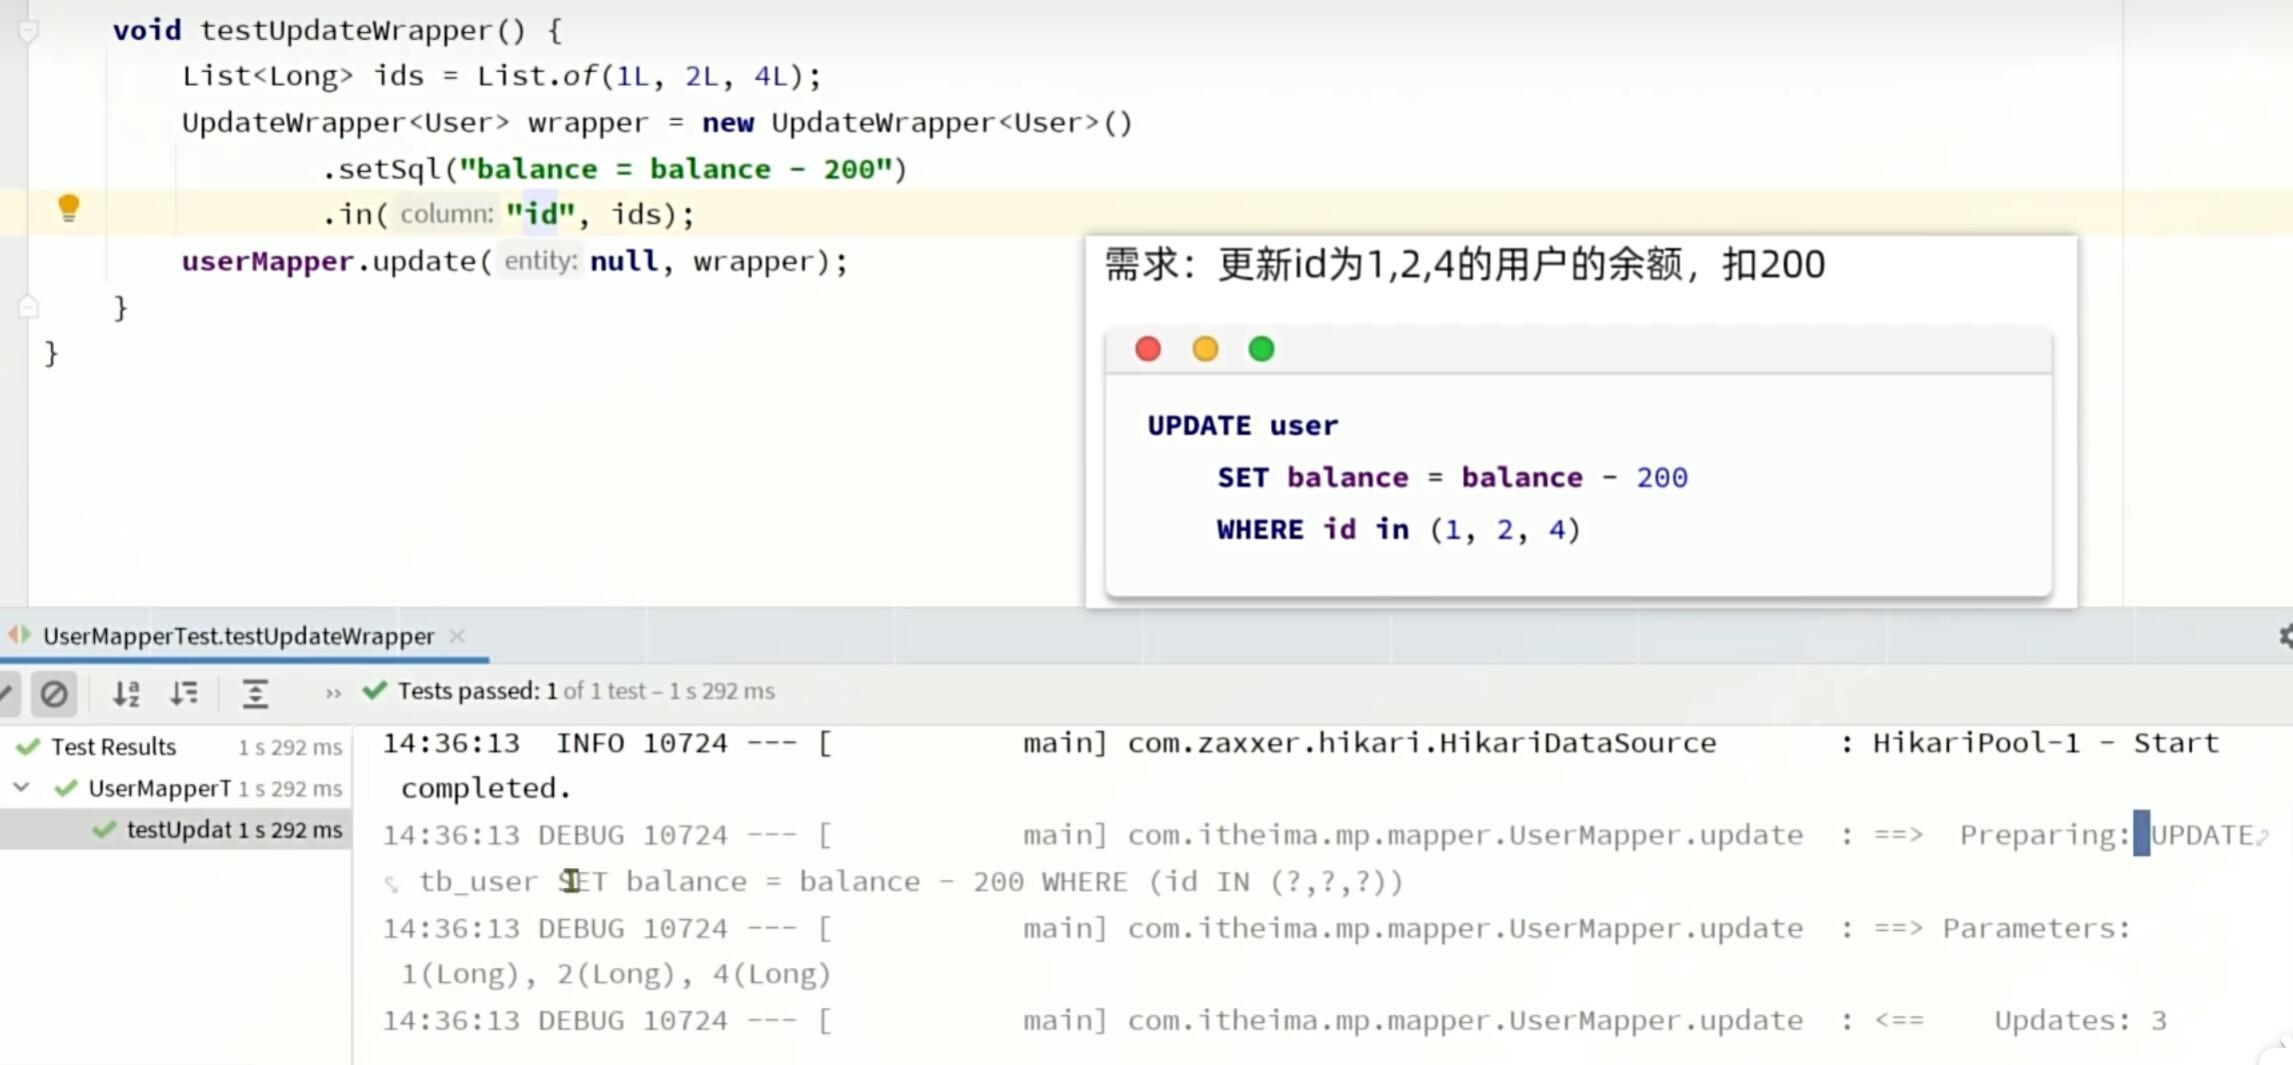 void testUpdateWrapper() {
List<Long> ids = List.of(1L, 2L, 4L);
UpdateWrapper<User> wrapper = new UpdateWrapper<User>()
.setSql("balance = balance - 200")
.in( column: "id", ids);
userMapper.update( entity: null, wrapper);
}
}
需求：更新id为1,2,4的用户的余额，扣200
UPDATE user
SET balance = balance - 200
WHERE id in (1, 2, 4)
UserMapperTest.testUpdateWrapper
Tests passed: 1 of 1 test – 1 s 292 ms
Test Results 1 s 292 ms
UserMapperT 1 s 292 ms
testUpdat 1 s 292 ms
14:36:13  INFO 10724 --- [           main] com.zaxxer.hikari.HikariDataSource       : HikariPool-1 - Start
completed.
14:36:13 DEBUG 10724 --- [           main] com.itheima.mp.mapper.UserMapper.update  : ==>  Preparing: UPDATE
tb_user SET balance = balance - 200 WHERE (id IN (?,?,?))
14:36:13 DEBUG 10724 --- [           main] com.itheima.mp.mapper.UserMapper.update  : ==> Parameters:
1(Long), 2(Long), 4(Long)
14:36:13 DEBUG 10724 --- [           main] com.itheima.mp.mapper.UserMapper.update  : <==    Updates: 3